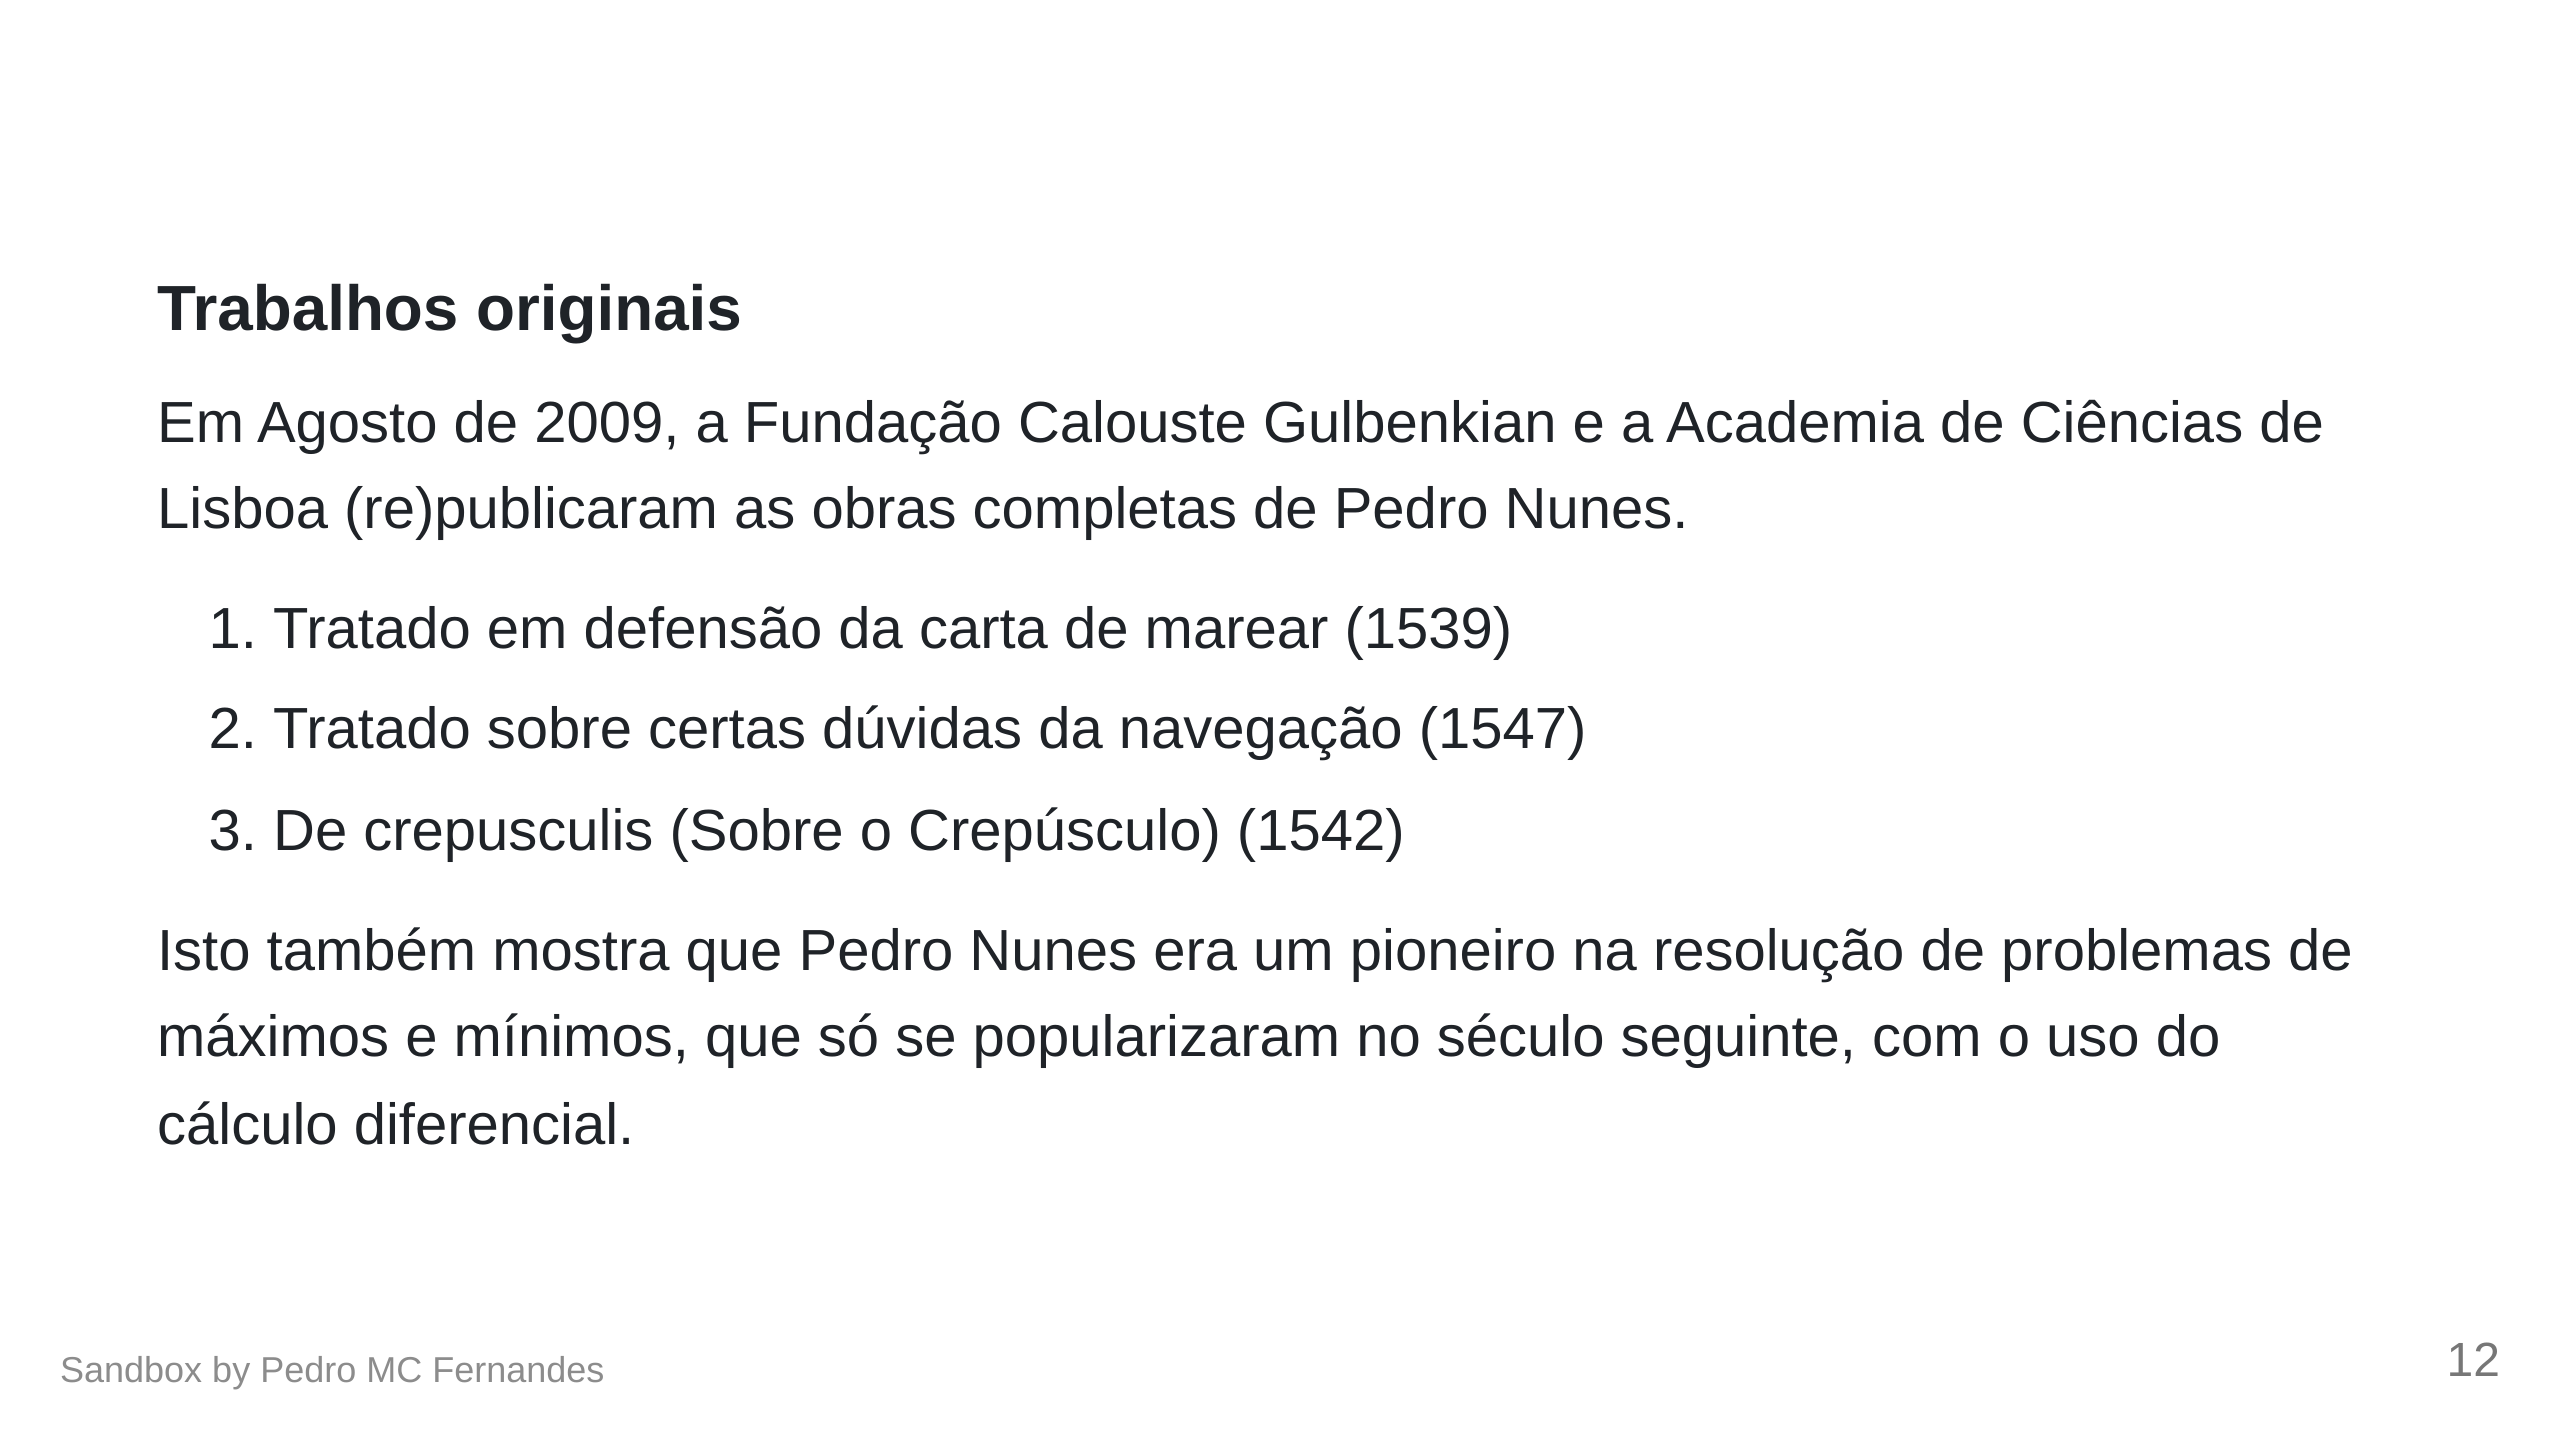 Trabalhos originais
Em Agosto de 2009, a Fundação Calouste Gulbenkian e a Academia de Ciências de
Lisboa (re)publicaram as obras completas de Pedro Nunes.
1. Tratado em defensão da carta de marear (1539)
2. Tratado sobre certas dúvidas da navegação (1547)
3. De crepusculis (Sobre o Crepúsculo) (1542)
Isto também mostra que Pedro Nunes era um pioneiro na resolução de problemas de
máximos e mínimos, que só se popularizaram no século seguinte, com o uso do
cálculo diferencial.
Sandbox by Pedro MC Fernandes
12